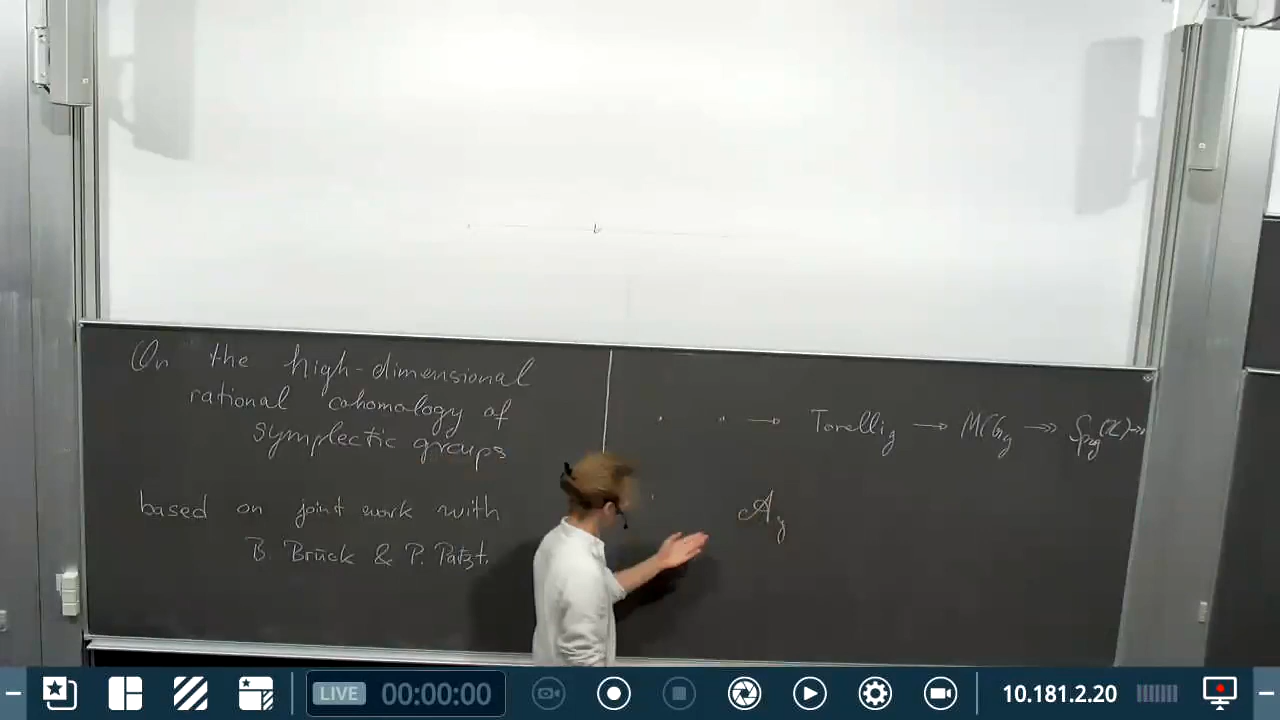 On the high-dimensional
rational cohomology of
symplectic groups
based on joint work with
B. Brück & P. Patzt.
→ Torelli_g → MCG_g ↠ Sp_2g(Z) →
A_g
LIVE 00:00:00
10.181.2.20